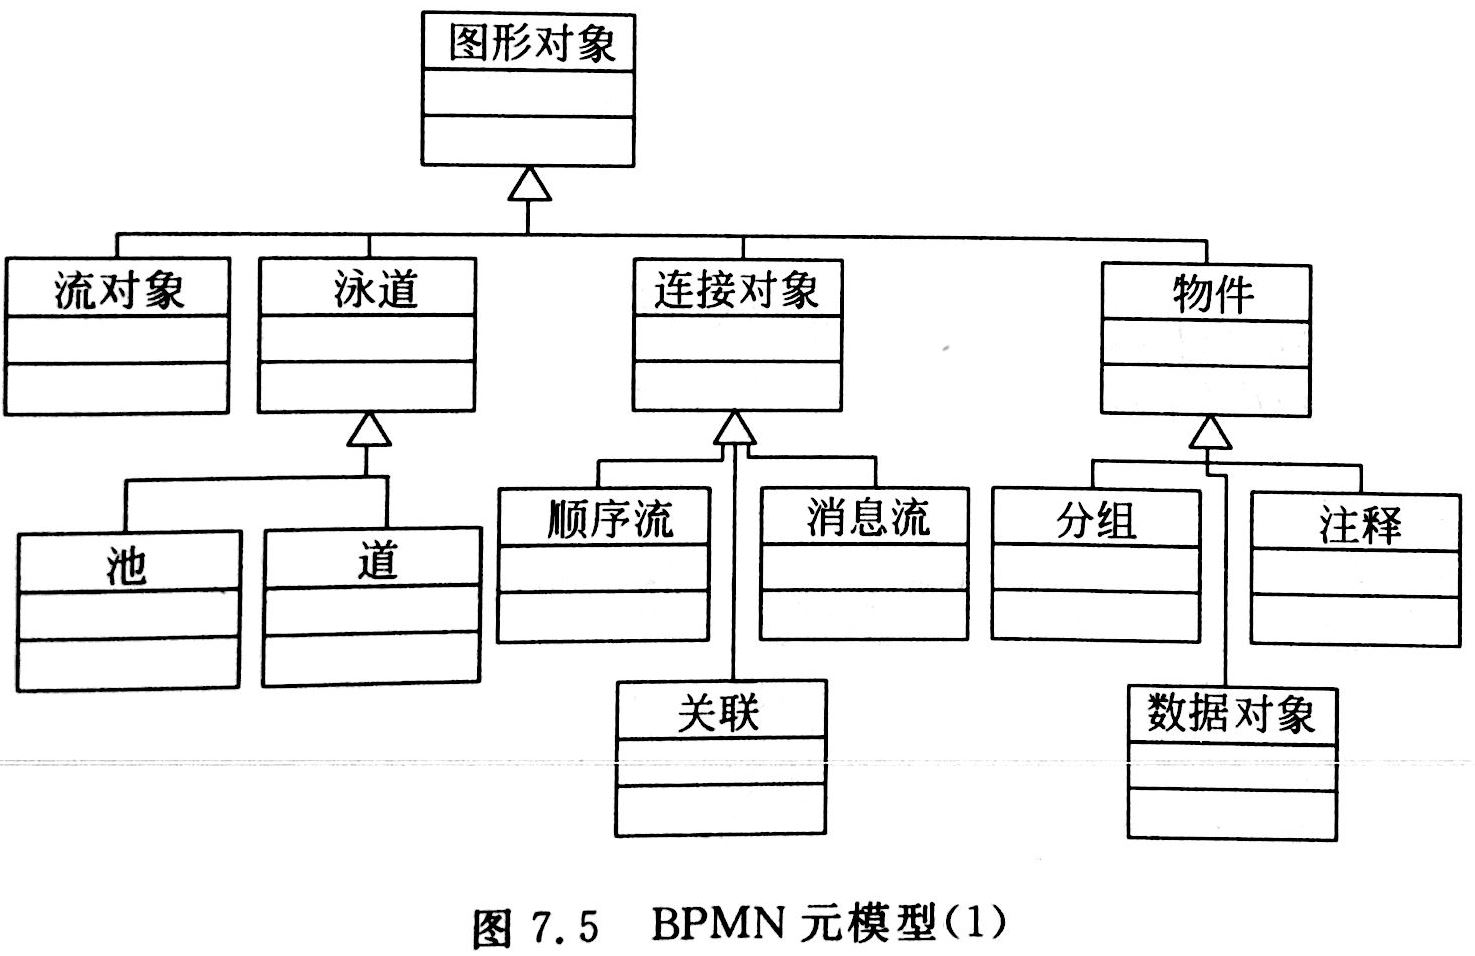 图形对象
流对象 泳道 连接对象 物件
池 道 顺序流 消息流 分组 注释
关联 数据对象
图 7.5 BPMN 元模型(1)